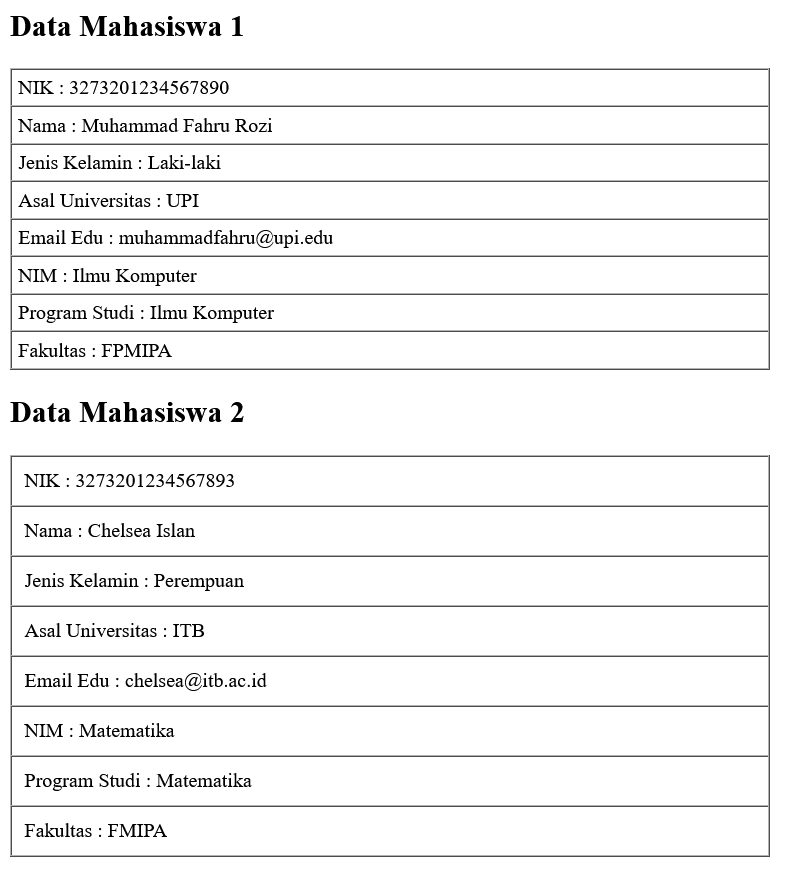 Data Mahasiswa 1
NIK : 3273201234567890
Nama : Muhammad Fahru Rozi
Jenis Kelamin : Laki-laki
Asal Universitas : UPI
Email Edu : muhammadfahru@upi.edu
NIM : Ilmu Komputer
Program Studi : Ilmu Komputer
Fakultas : FPMIPA
Data Mahasiswa 2
NIK : 3273201234567893
Nama : Chelsea Islan
Jenis Kelamin : Perempuan
Asal Universitas : ITB
Email Edu : chelsea@itb.ac.id
NIM : Matematika
Program Studi : Matematika
Fakultas : FMIPA